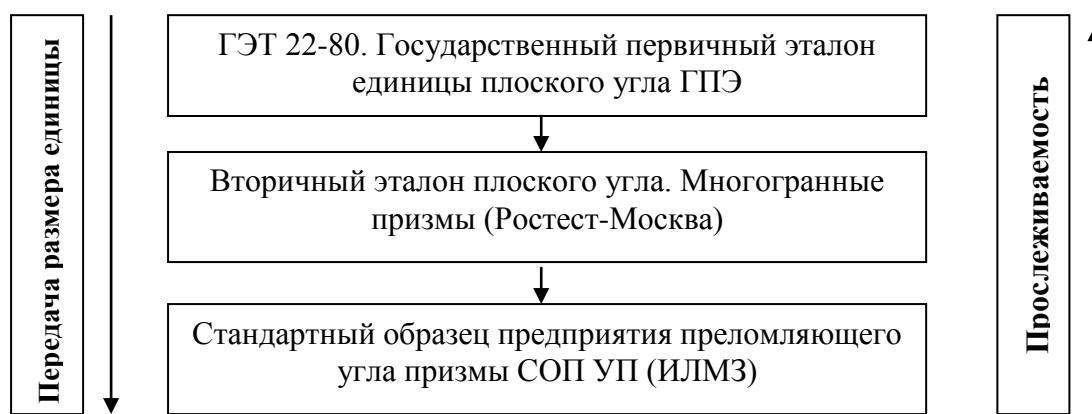 Передача размера единицы
ГЭТ 22-80. Государственный первичный эталон
единицы плоского угла ГПЭ
Вторичный эталон плоского угла. Многогранные
призмы (Ростест-Москва)
Стандартный образец предприятия преломляющего
угла призмы СОП УП (ИЛМЗ)
Прослеживаемость